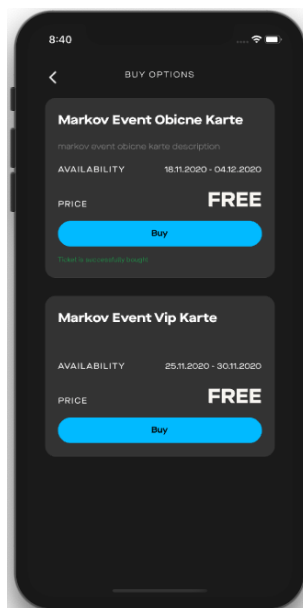 8:40
BUY OPTIONS
Markov Event Obicne Karte
markov event obicne karte description
AVAILABILITY 18.11.2020 - 04.12.2020
PRICE FREE
Buy
Ticket is successfully bought
Markov Event Vip Karte
AVAILABILITY 25.11.2020 - 30.11.2020
PRICE FREE
Buy